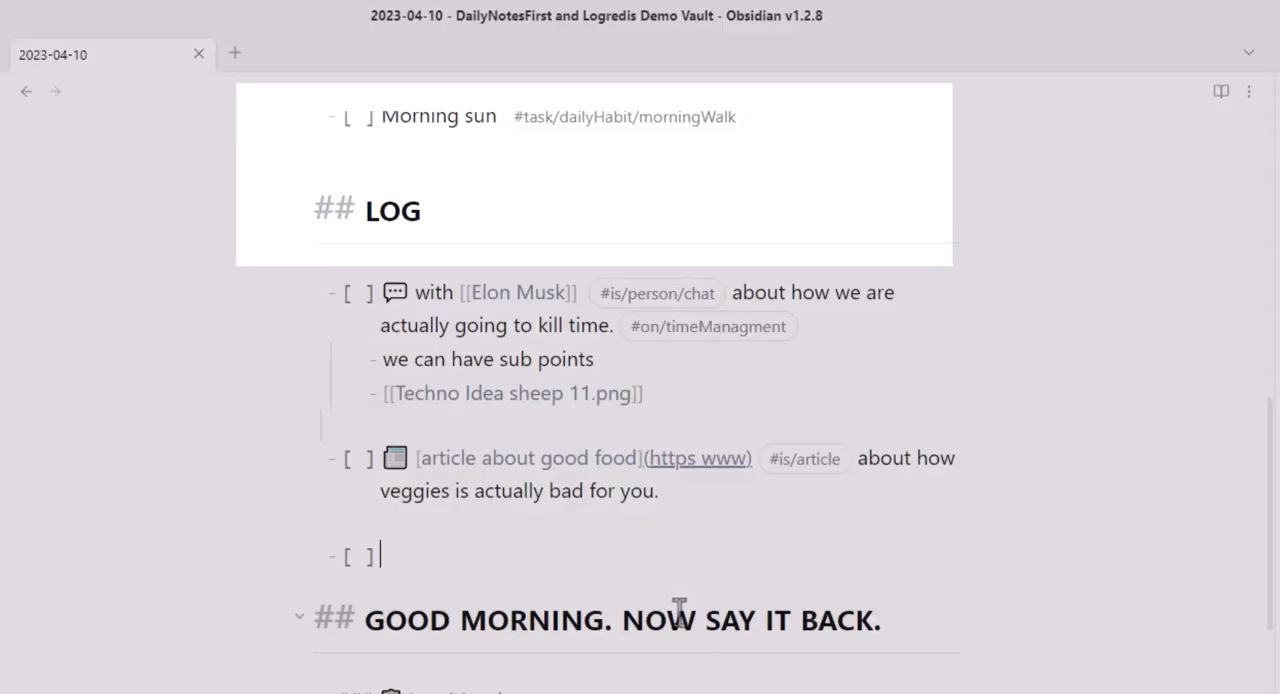 2023-04-10 - DailyNotesFirst and Logredis Demo Vault - Obsidian v1.2.8
2023-04-10
- [ ] Morning sun #task/dailyHabit/morningWalk
## LOG
- [ ] 💬 with [[Elon Musk]] #is/person/chat about how we are
actually going to kill time. #on/timeManagment
- we can have sub points
- [[Techno Idea sheep 11.png]]
- [ ] 📰 [article about good food](https www) #is/article about how
veggies is actually bad for you.
- [ ]
## GOOD MORNING. NOW SAY IT BACK.